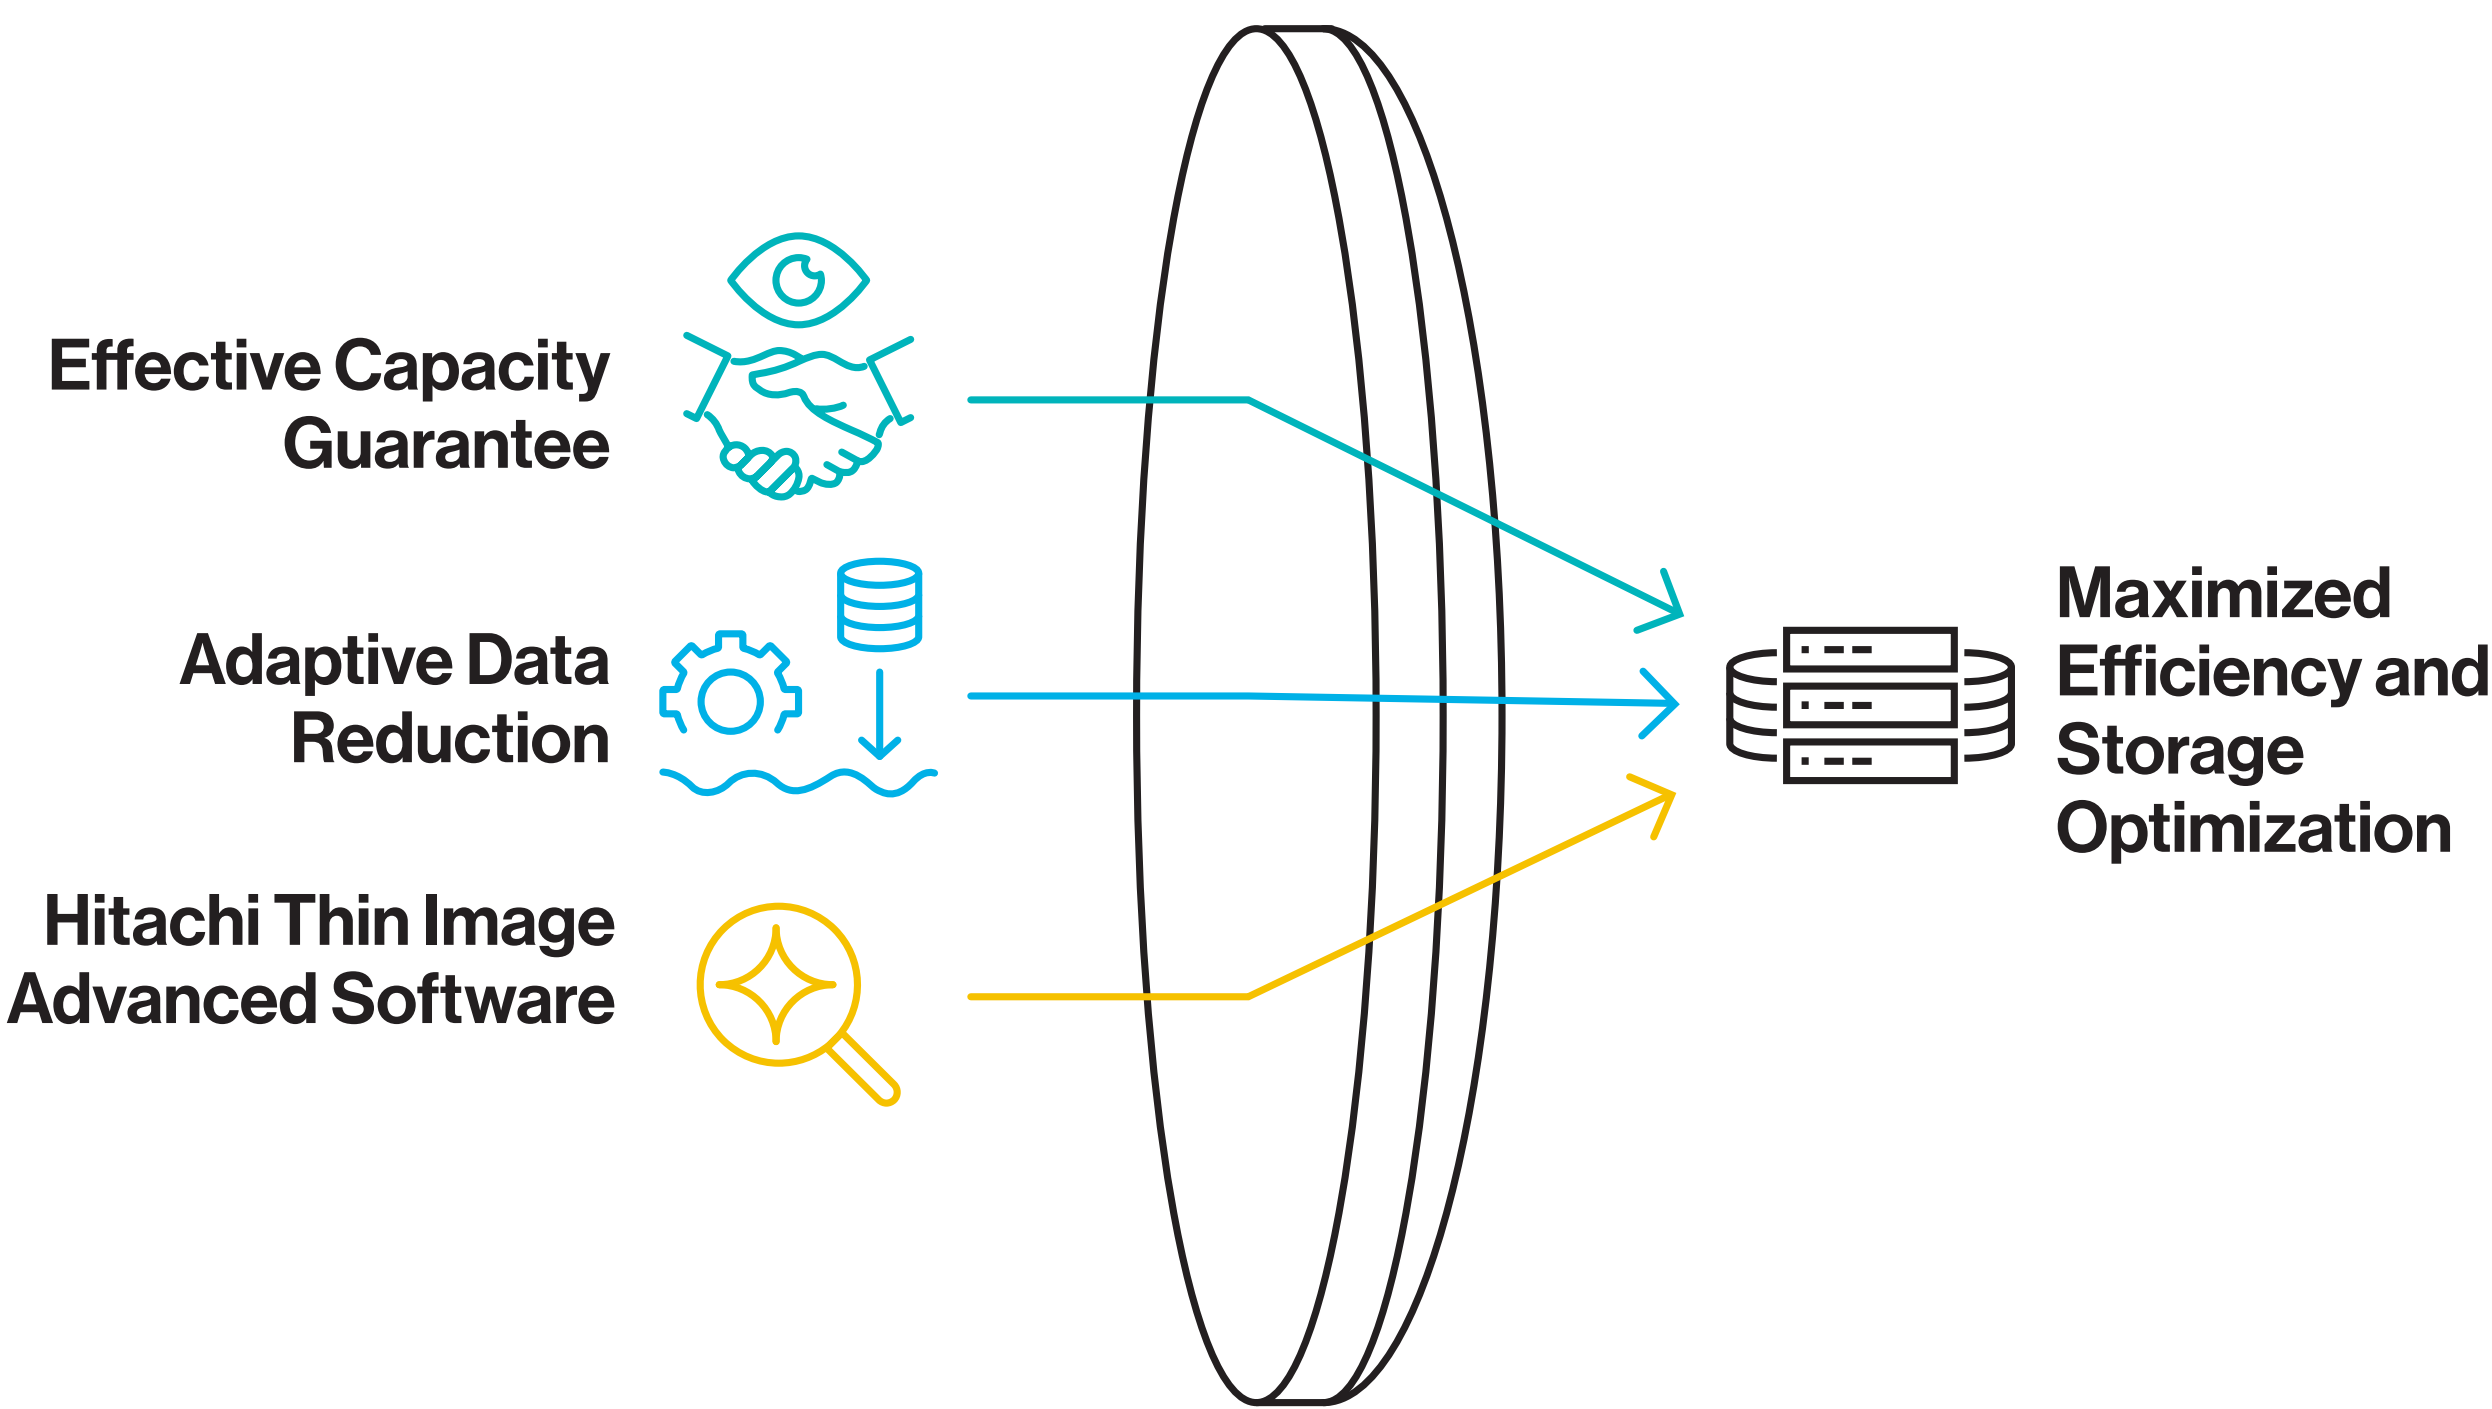 Effective Capacity
Guarantee
Adaptive Data
Reduction
Hitachi Thin Image
Advanced Software
Maximized
Efficiency and
Storage
Optimization